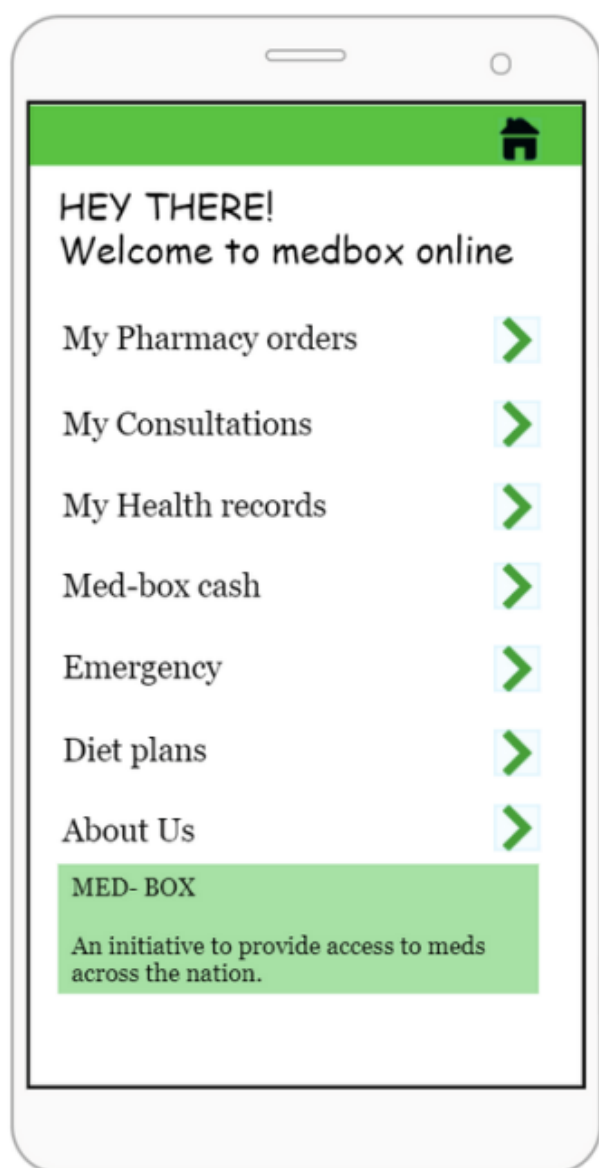 HEY THERE!
Welcome to medbox online
My Pharmacy orders
My Consultations
My Health records
Med-box cash
Emergency
Diet plans
About Us
MED- BOX
An initiative to provide access to meds
across the nation.